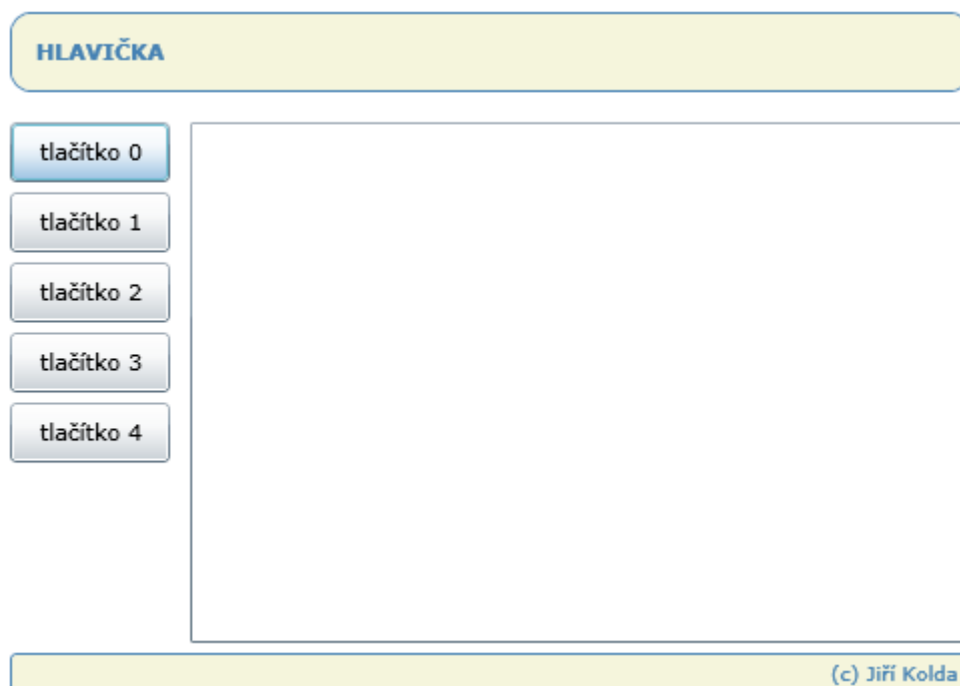 HLAVIČKA
tlačítko 0
tlačítko 1
tlačítko 2
tlačítko 3
tlačítko 4
(c) Jiří Kolda